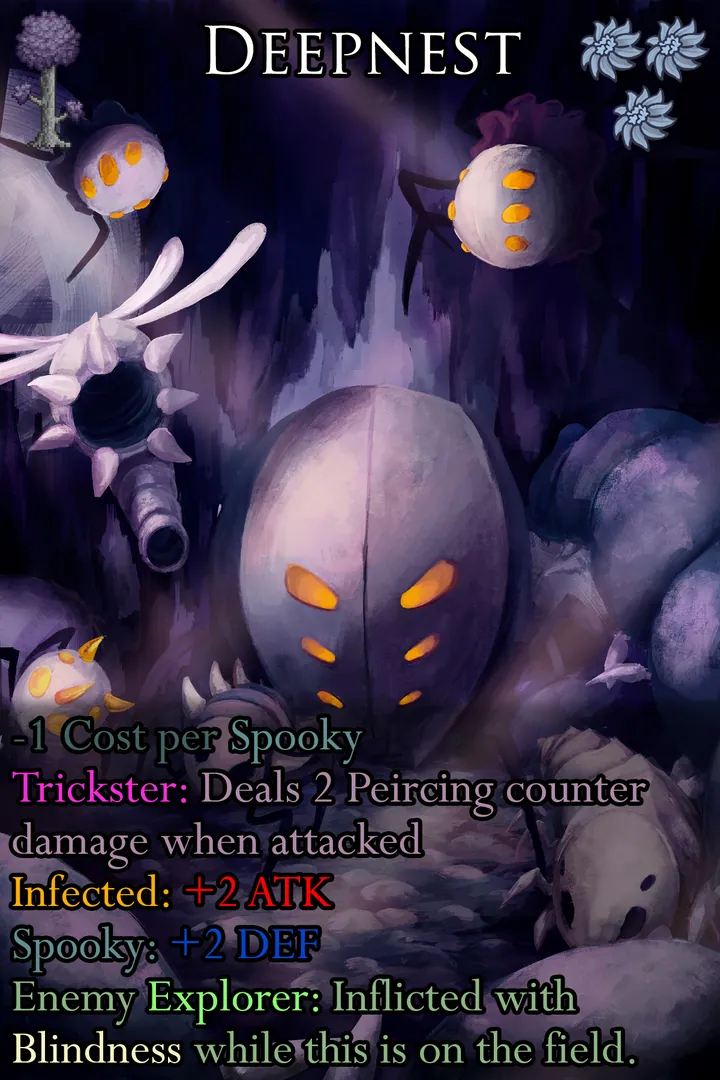 DEEPNEST
-1 Cost per Spooky
Trickster: Deals 2 Peircing counter
damage when attacked
Infected: +2 ATK
Spooky: +2 DEF
Enemy Explorer: Inflicted with
Blindness while this is on the field.